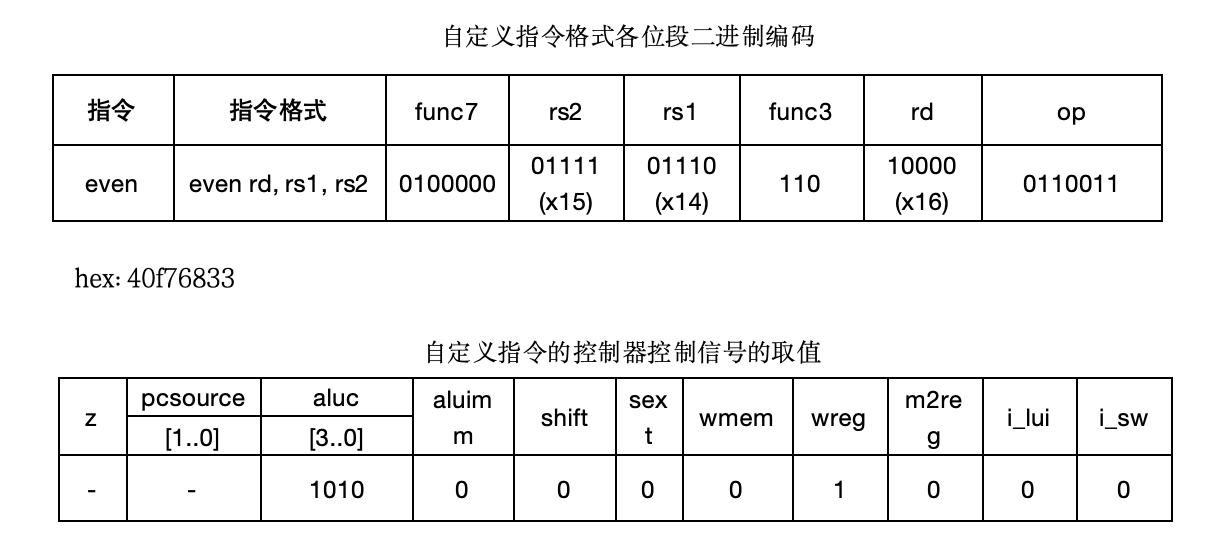 自定义指令格式各位段二进制编码
指令 指令格式 func7 rs2 rs1 func3 rd op
even even rd, rs1, rs2 0100000 01111 (x15) 01110 (x14) 110 10000 (x16) 0110011
hex: 40f76833
自定义指令的控制器控制信号的取值
z pcsource [1..0] aluc [3..0] aluim m shift sex t wmem wreg m2re g i_lui i_sw
- - 1010 0 0 0 0 1 0 0 0